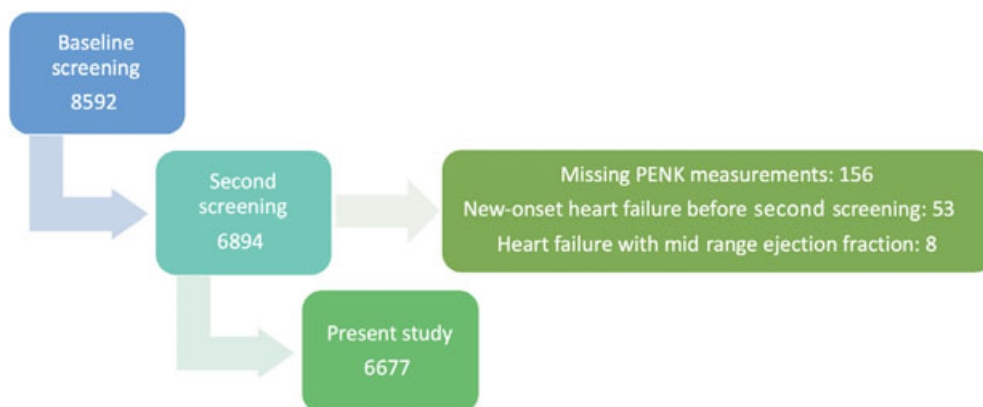 Baseline
screening
8592
Second
screening
6894
Missing PENK measurements: 156
New-onset heart failure before second screening: 53
Heart failure with mid range ejection fraction: 8
Present study
6677